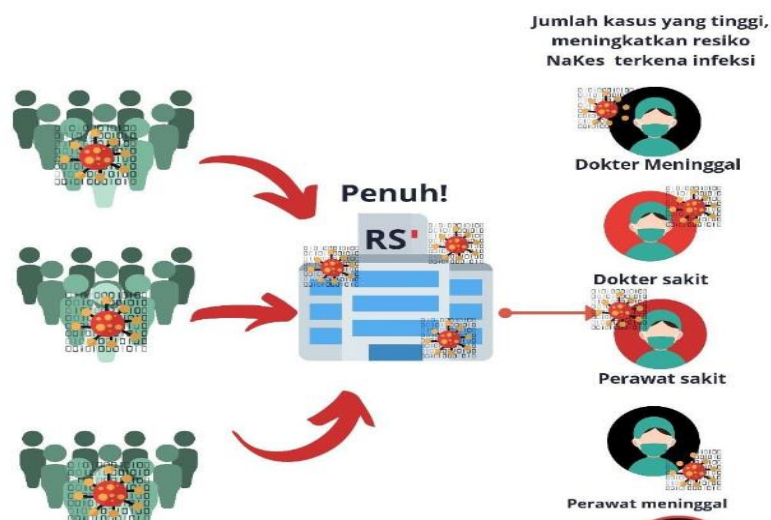 Jumlah kasus yang tinggi,
meningkatkan resiko
NaKes terkena infeksi
Dokter Meninggal
Penuh!
RS
Dokter sakit
Perawat sakit
Perawat meninggal